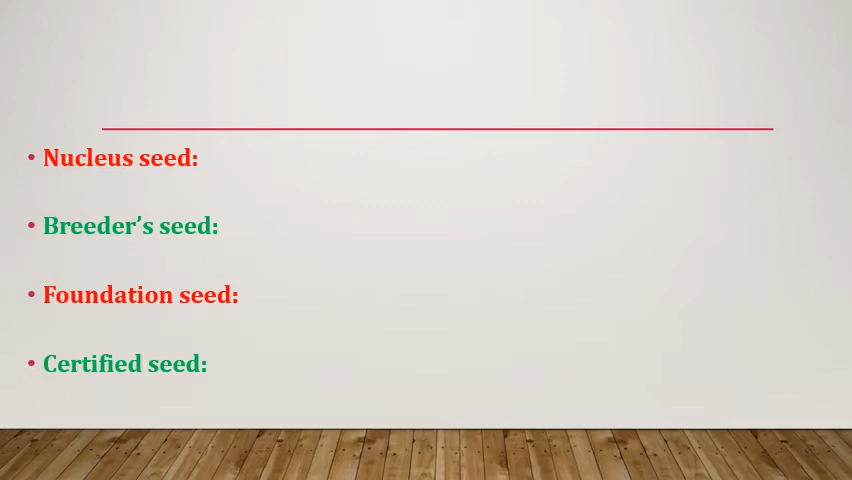 • Nucleus seed:
• Breeder's seed:
• Foundation seed:
• Certified seed: